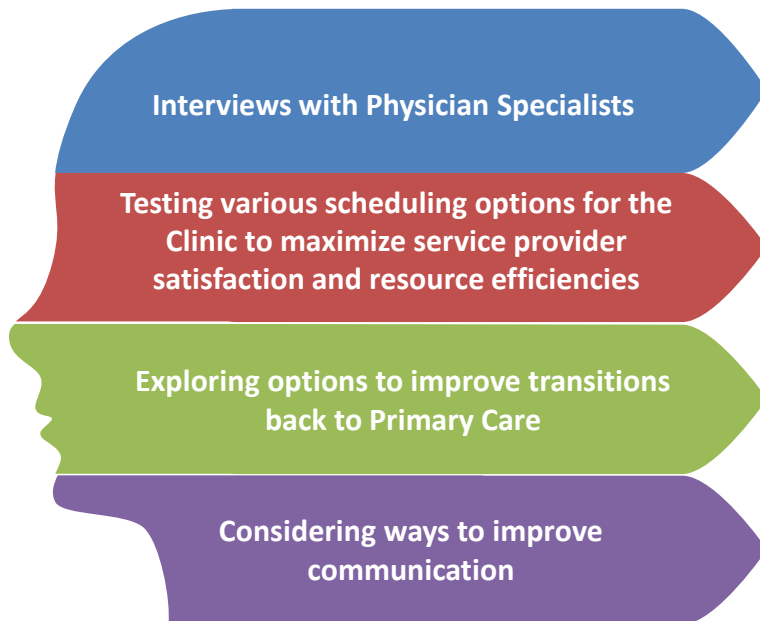 Interviews with Physician Specialists
Testing various scheduling options for the
Clinic to maximize service provider
satisfaction and resource efficiencies
Exploring options to improve transitions
back to Primary Care
Considering ways to improve
communication